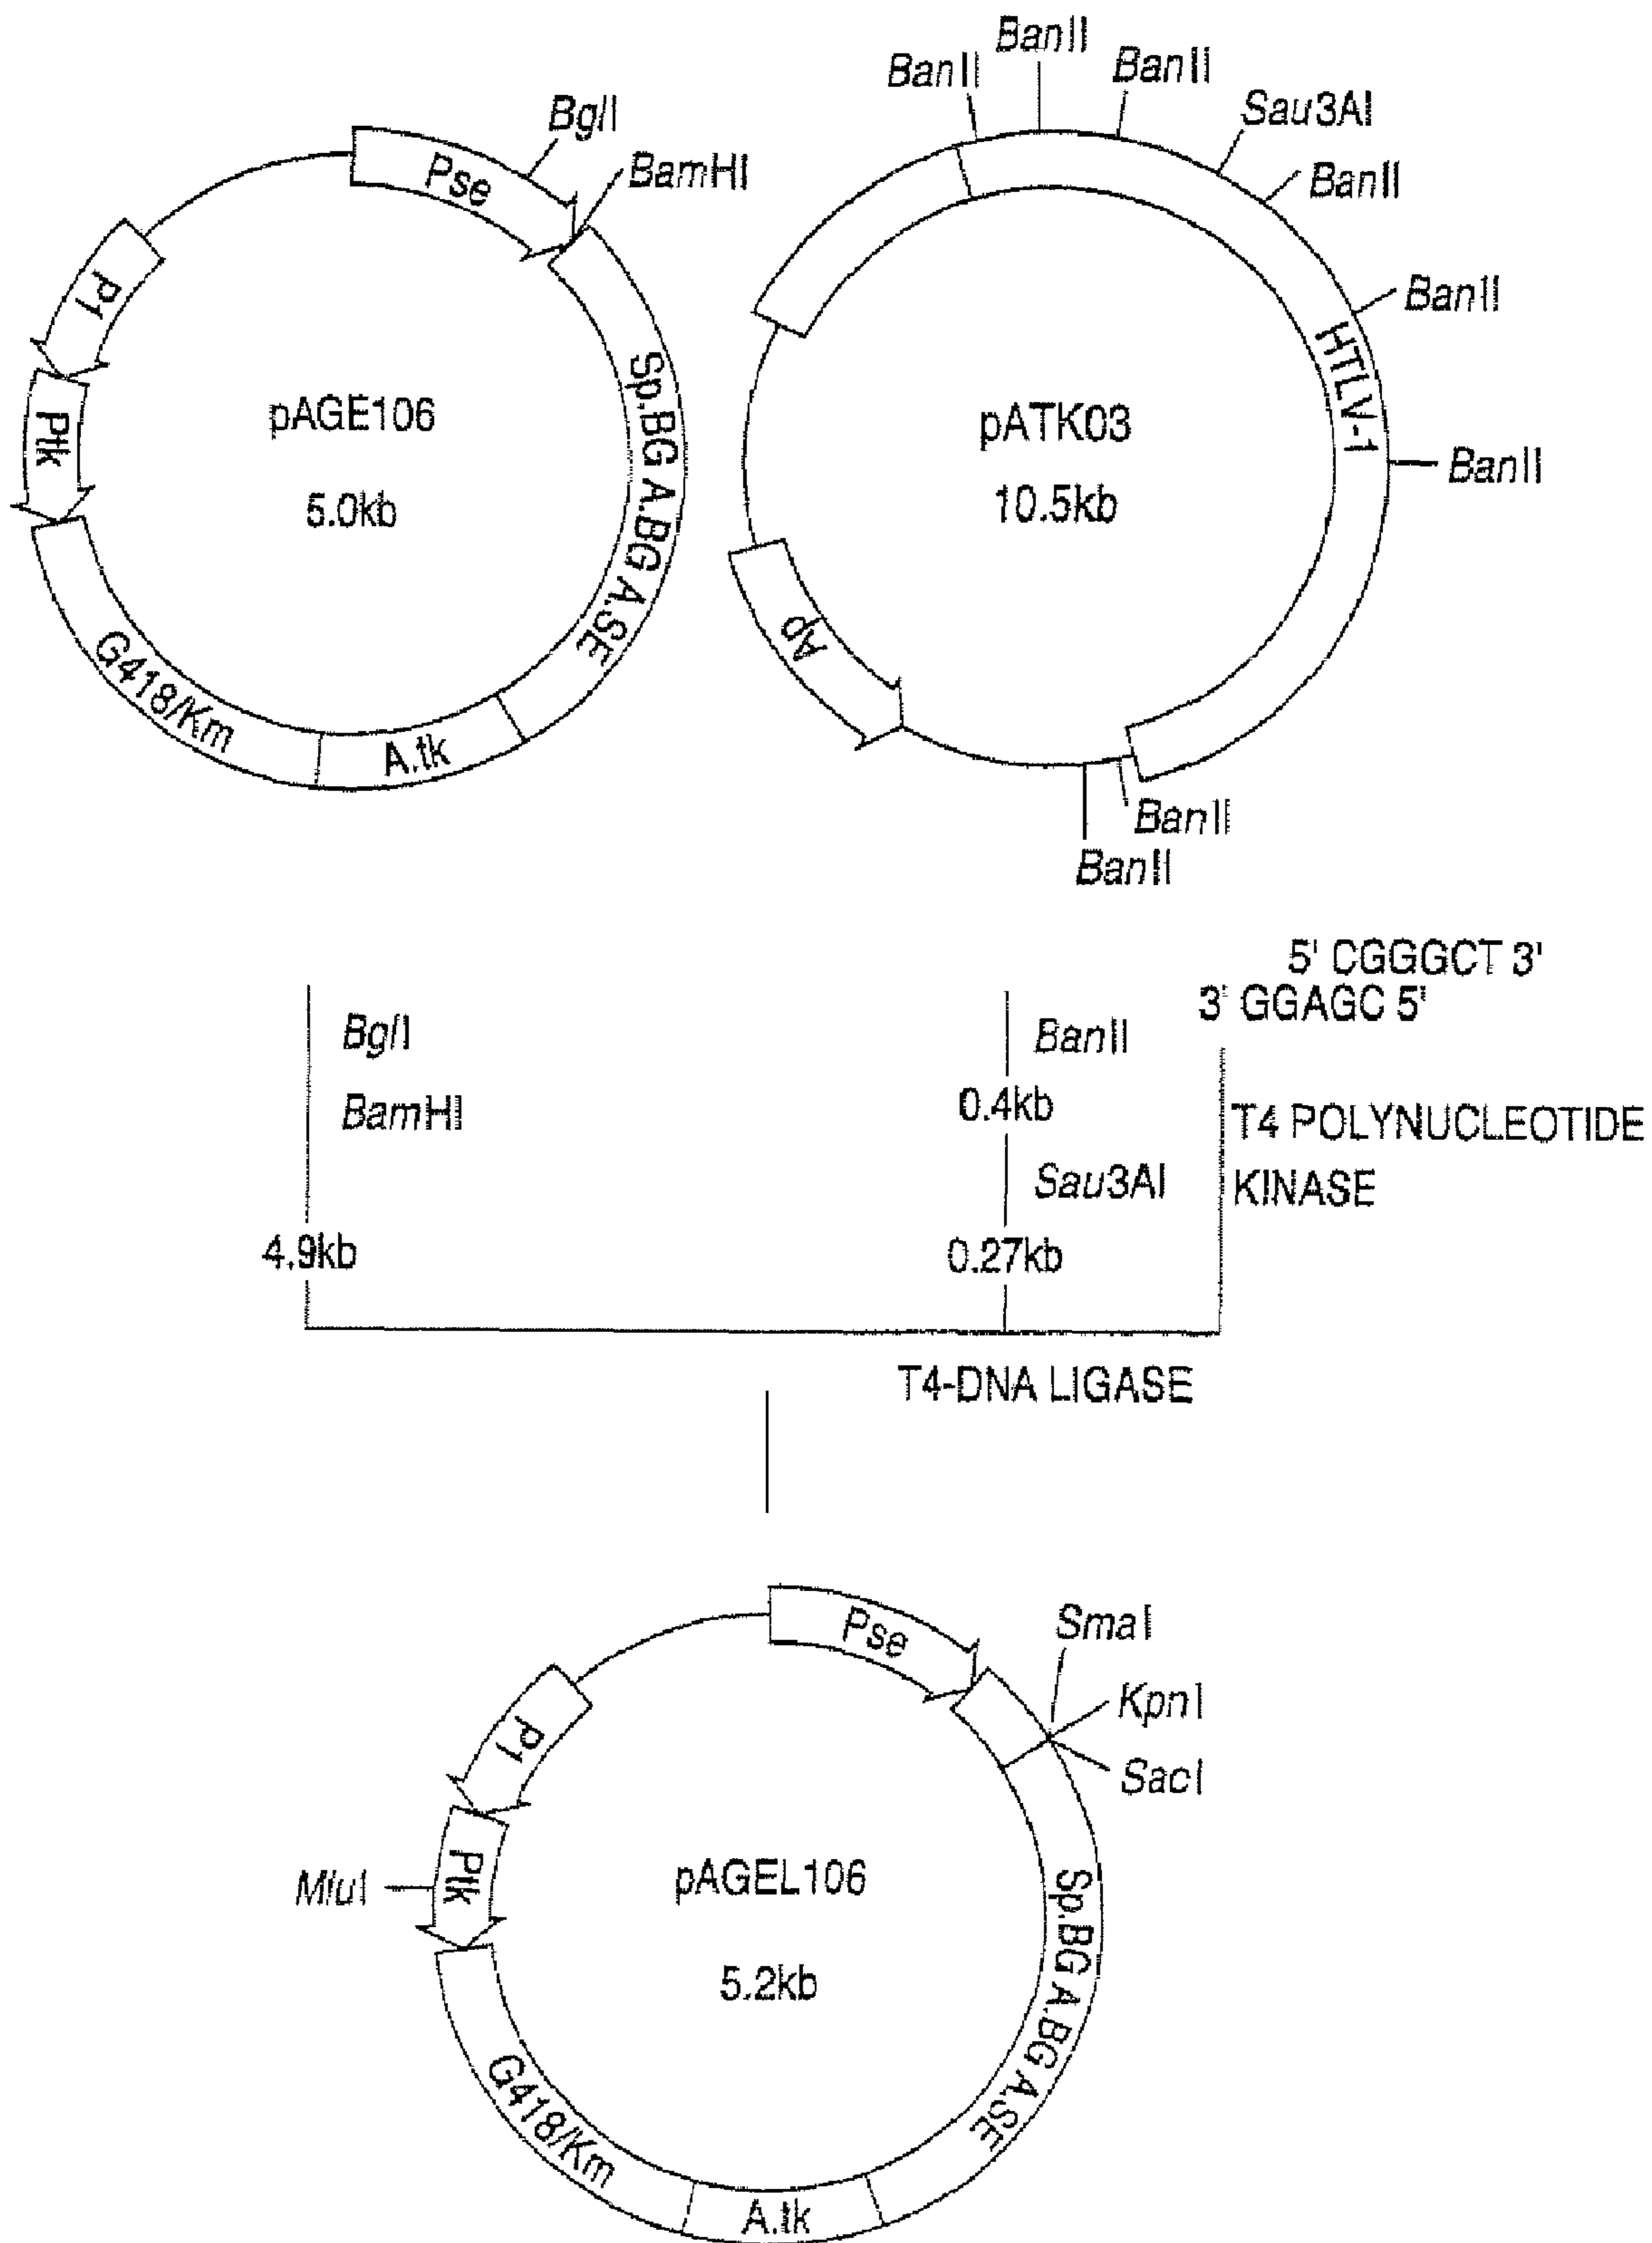 BglI
BamHI
Pse
P1
Ptk
pAGE106
5.0kb
Sp.BG A.BG A.SE
G418/Km
A.tk
BanII
BanII
BanII
Sau3AI
BanII
BanII
HTLV-1
BanII
pATK03
10.5kb
Ap
BanII
BanII
5' CGGGCT 3'
3' GGAGC 5'
BglI
BamHI
4.9kb
BanII
0.4kb
Sau3AI
0.27kb
T4 POLYNUCLEOTIDE
KINASE
T4-DNA LIGASE
Pse
SmaI
KpnI
SacI
P1
Ptk
MluI
pAGEL106
5.2kb
Sp.BG A.BG A.SE
G418/Km
A.tk